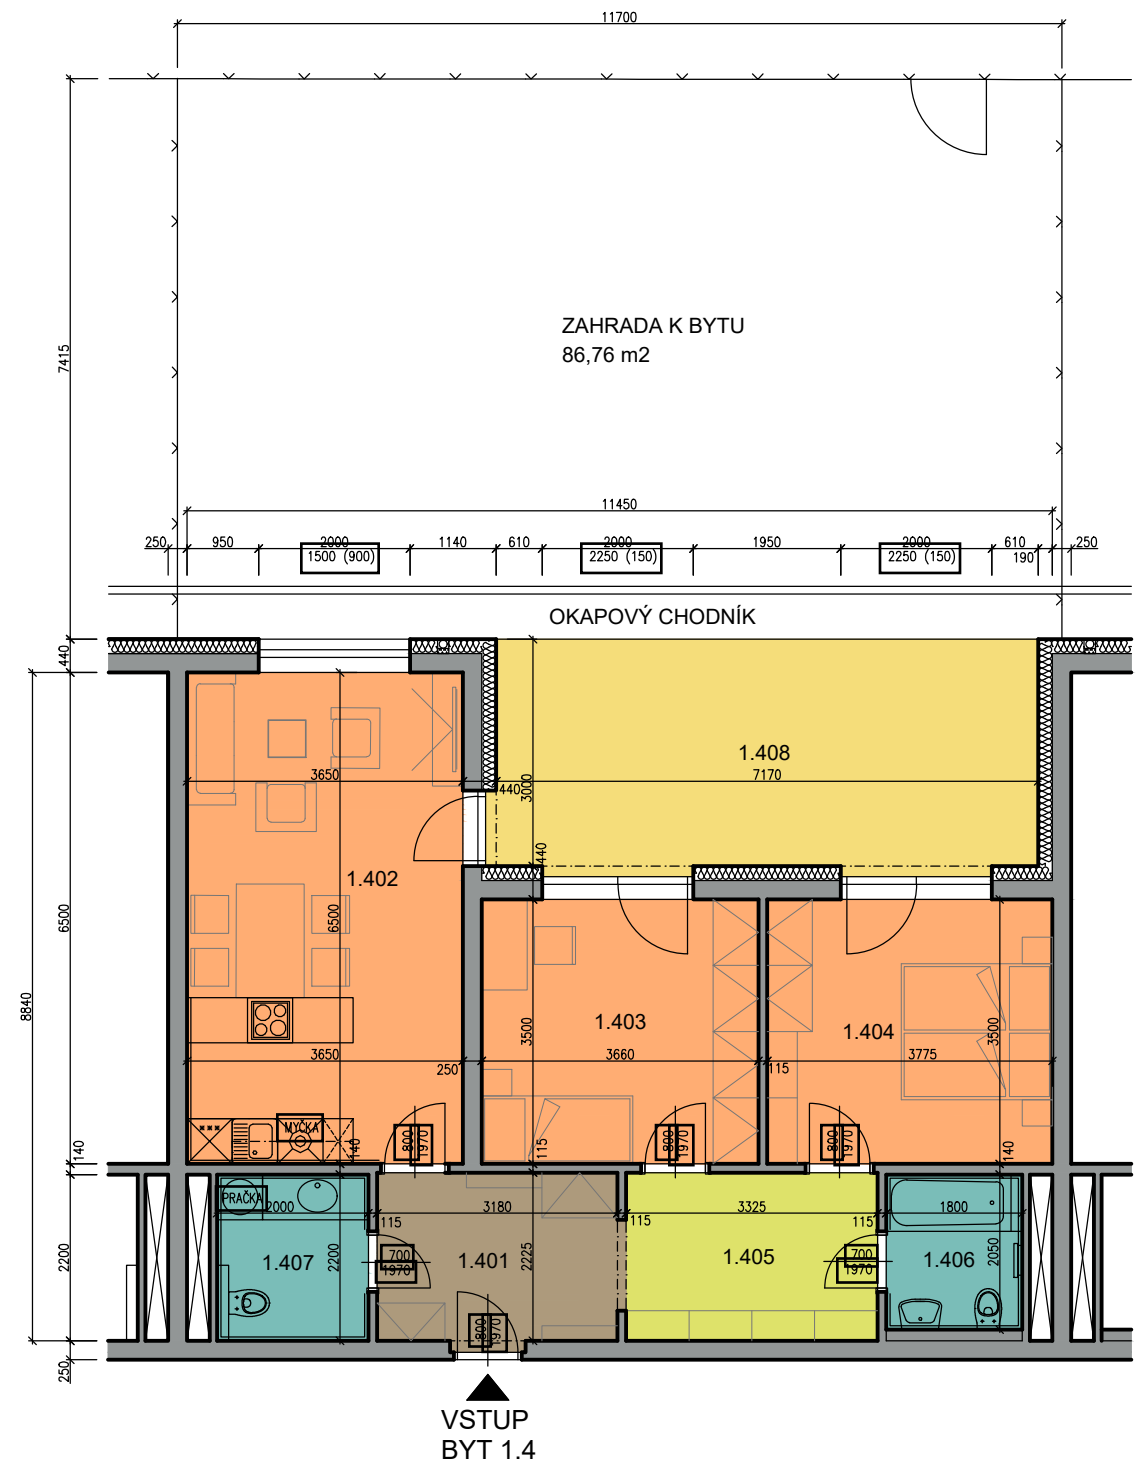 11700
ZAHRADA K BYTU
86,76 m2
7415
11450
250 950 2000 1140 610 2000 1950 2000 610 250
1500 (900) 2250 (150) 2250 (150) 190
OKAPOVÝ CHODNÍK
440
1.408
3650 7170
440 3000
440
1.402
6500 6500
8840
1.403 1.404
3500 3500
3650 3660 3775
250 115
MYČKA
800 1970 800 1970 800 1970
140 140 115 140
PRAČKA
2000 3180 3325 1800
115 115 115
1.407 1.401 1.405 1.406
700 700
1970 1970
2200 2200 2225 2050
800 1970
250
VSTUP
BYT 1.4